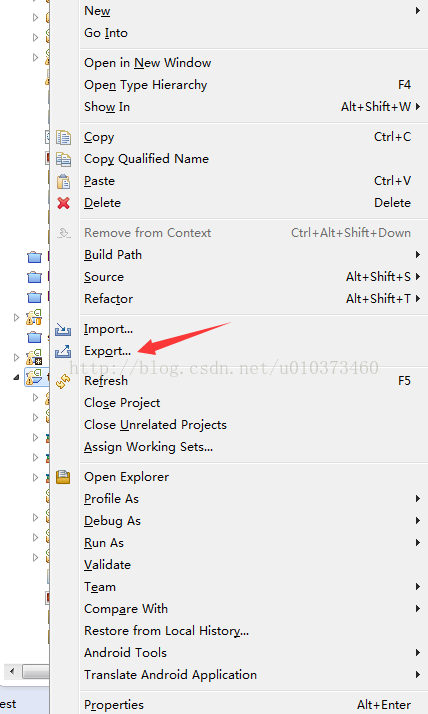 New
Go Into
Open in New Window
Open Type Hierarchy F4
Show In Alt+Shift+W
Copy Ctrl+C
Copy Qualified Name
Paste Ctrl+V
Delete Delete
Remove from Context Ctrl+Alt+Shift+Down
Build Path
Source Alt+Shift+S
Refactor Alt+Shift+T
Import...
Export...
http://blog.csdn.net/u010373460
Refresh F5
Close Project
Close Unrelated Projects
Assign Working Sets...
Open Explorer
Profile As
Debug As
Run As
Validate
Team
Compare With
Restore from Local History...
Android Tools
Translate Android Application
est
Properties Alt+Enter